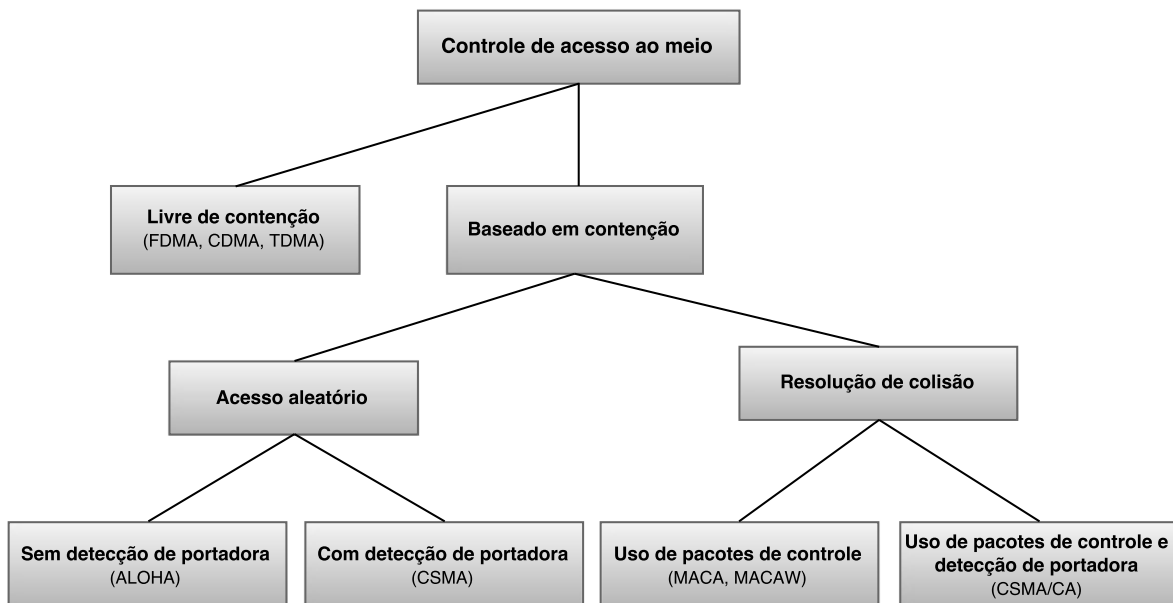 Controle de acesso ao meio
Livre de contenção
(FDMA, CDMA, TDMA)
Baseado em contenção
Acesso aleatório
Resolução de colisão
Sem detecção de portadora
(ALOHA)
Com detecção de portadora
(CSMA)
Uso de pacotes de controle
(MACA, MACAW)
Uso de pacotes de controle e
detecção de portadora
(CSMA/CA)